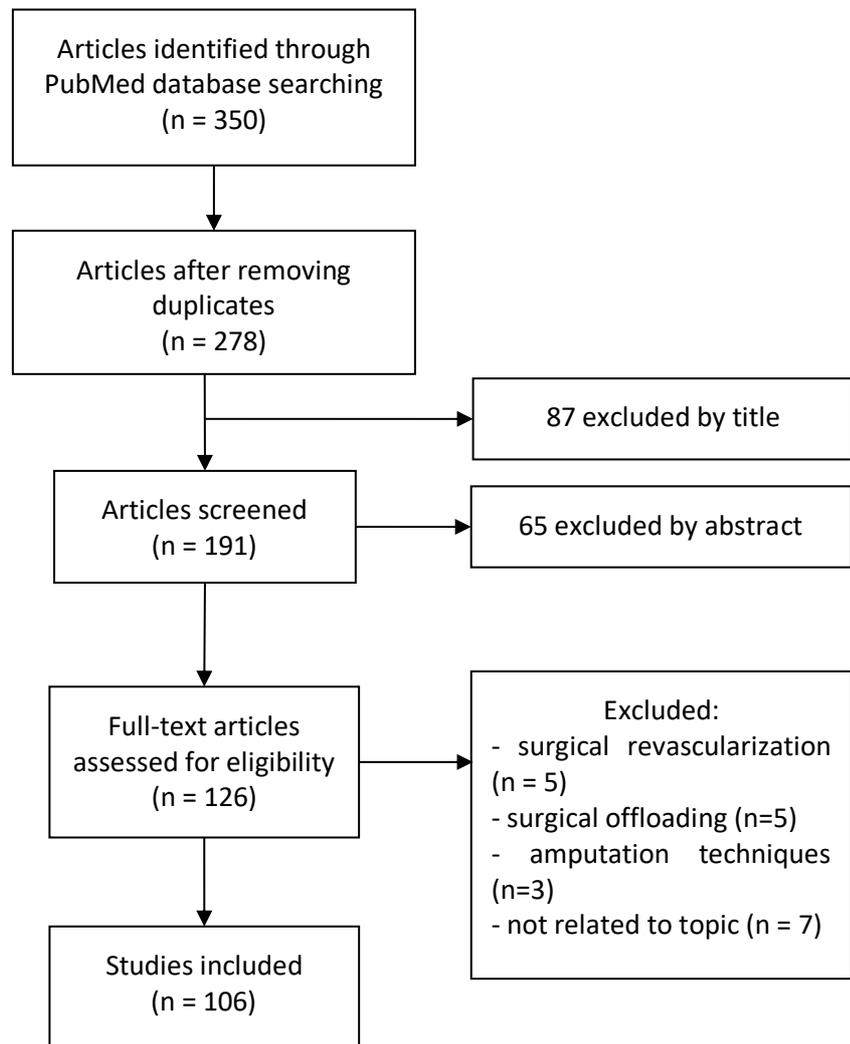 Articles identified through
PubMed database searching
(n = 350)
Articles after removing
duplicates
(n = 278)
87 excluded by title
Articles screened
(n = 191)
65 excluded by abstract
Full-text articles
assessed for eligibility
(n = 126)
Excluded:
- surgical revascularization
(n = 5)
- surgical offloading (n=5)
- amputation techniques
(n=3)
- not related to topic (n = 7)
Studies included
(n = 106)